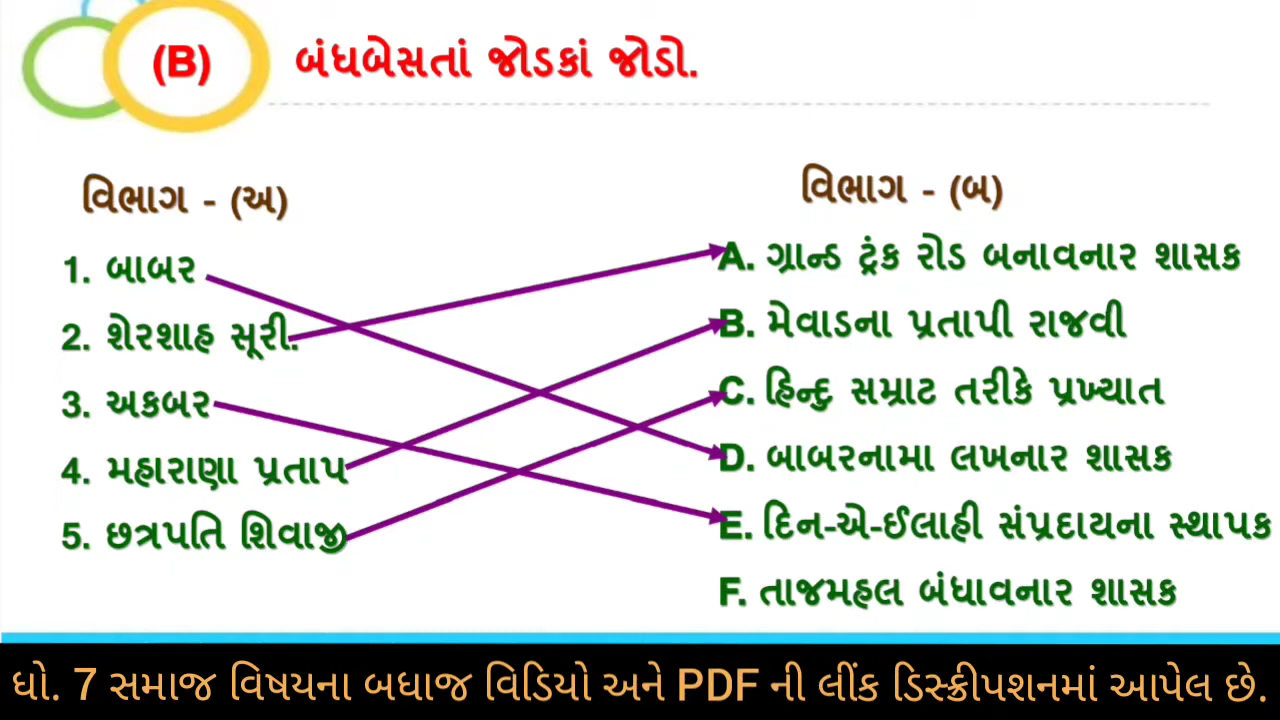 (B) બંધબેસતાં જોડકાં જોડો.
વિભાગ - (અ)
1. બાબર
2. શેરશાહ સૂરી.
3. અકબર
4. મહારાણા પ્રતાપ
5. છત્રપતિ શિવાજી
વિભાગ - (બ)
A. ગ્રાન્ડ ટ્રંક રોડ બનાવનાર શાસક
B. મેવાડના પ્રતાપી રાજવી
C. હિન્દુ સમ્રાટ તરીકે પ્રખ્યાત
D. બાબરનામા લખનાર શાસક
E. દિન-એ-ઈલાહી સંપ્રદાયના સ્થાપક
F. તાજમહલ બંધાવનાર શાસક
ધો. 7 સમાજ વિષયના બધાજ વિડિયો અને PDF ની લીંક ડિસ્ક્રીપશનમાં આપેલ છે.